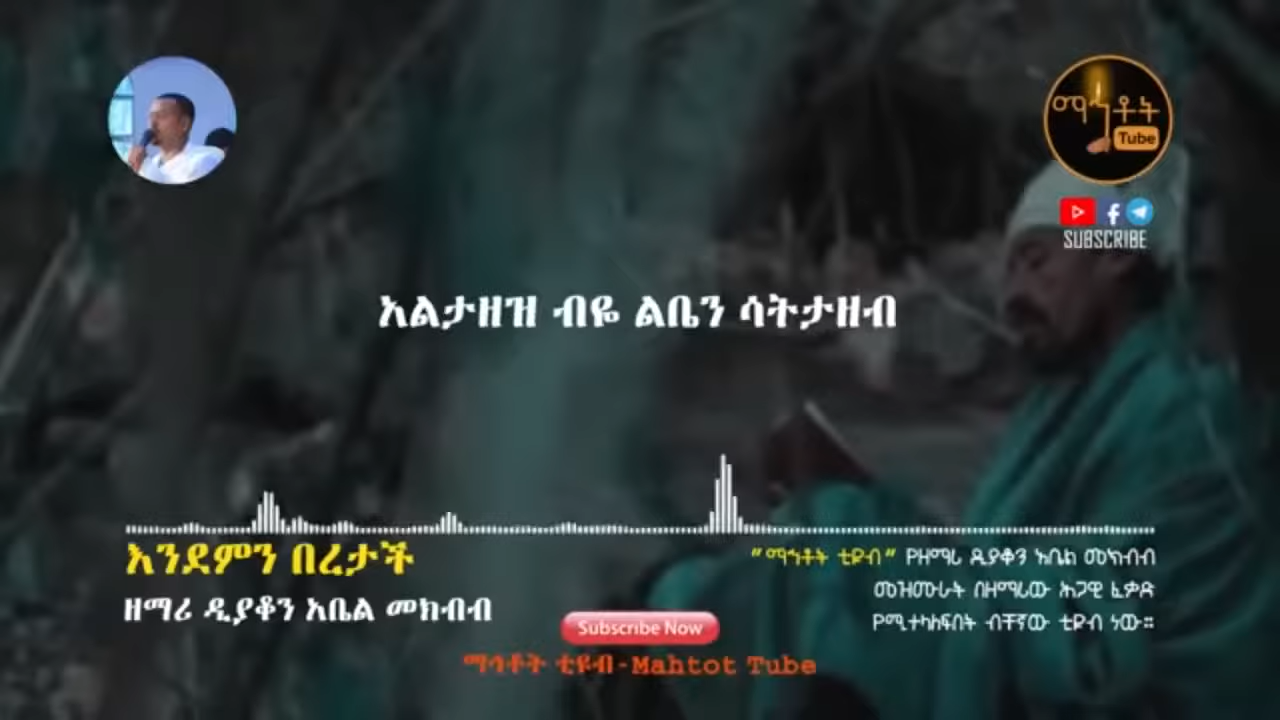 ማኅቶት
Tube
SUBSCRIBE
አልታዘዝ ብዬ ልቤን ሳትታዘብ
እንደምን በረታች
ዘማሪ ዲያቆን አቤል መክብብ
"ማኅቶት ቲዩብ" የዘማሪ ዲያቆን አቤል መክብብ
መዝሙራት በዘማሪው ሕጋዊ ፈቃድ
የሚተላለፍበት ብቸኛው ቲዩብ ነው።
Subscribe Now
ማኅቶት ቲዩብ-Mahtot Tube